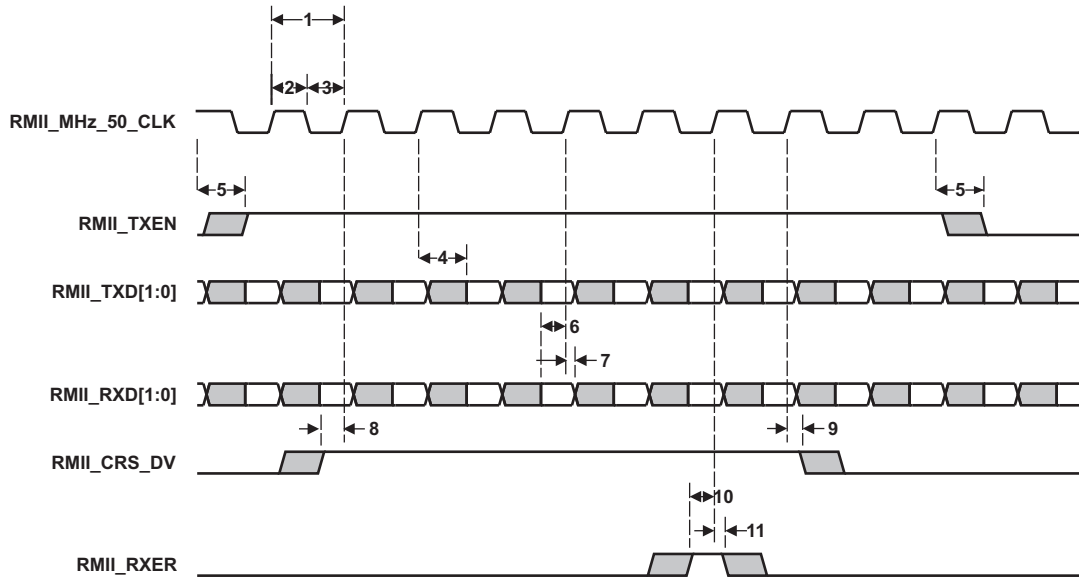 1
2
3
RMII_MHz_50_CLK
5
5
RMII_TXEN
4
RMII_TXD[1:0]
6
7
RMII_RXD[1:0]
8
9
RMII_CRS_DV
10
11
RMII_RXER